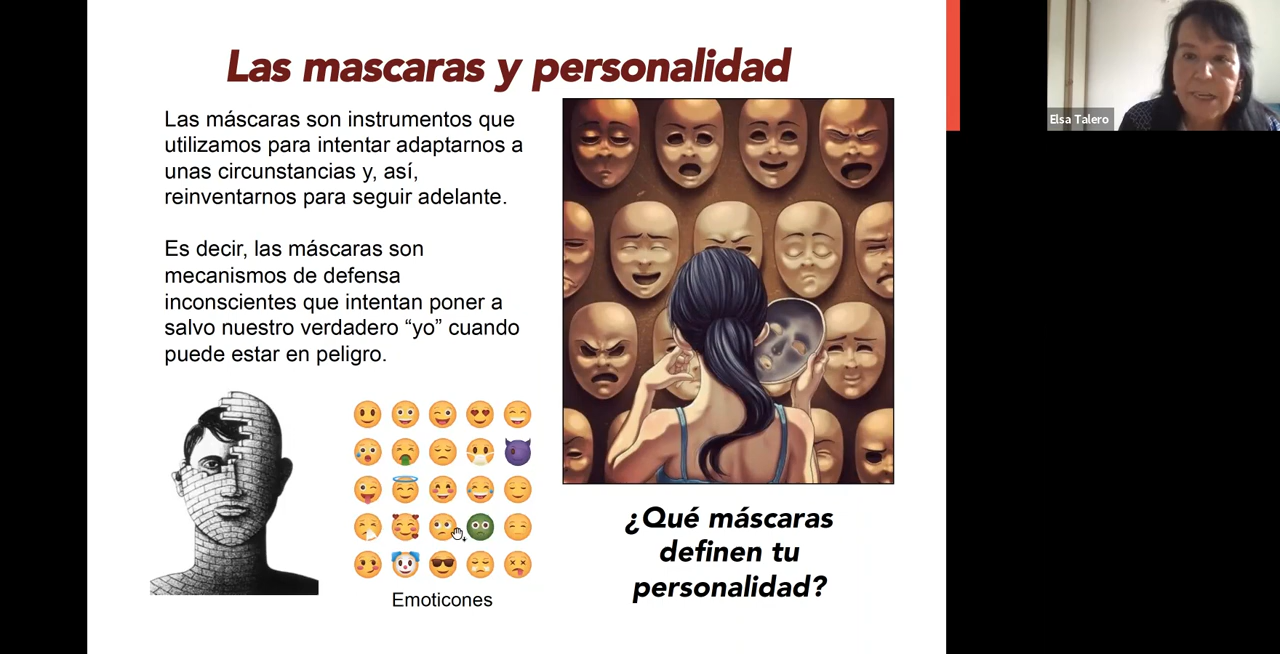 Las mascaras y personalidad
Las máscaras son instrumentos que
utilizamos para intentar adaptarnos a
unas circunstancias y, así,
reinventarnos para seguir adelante.
Es decir, las máscaras son
mecanismos de defensa
inconscientes que intentan poner a
salvo nuestro verdadero “yo” cuando
puede estar en peligro.
Emoticones
¿Qué máscaras
definen tu
personalidad?
Elsa Talero